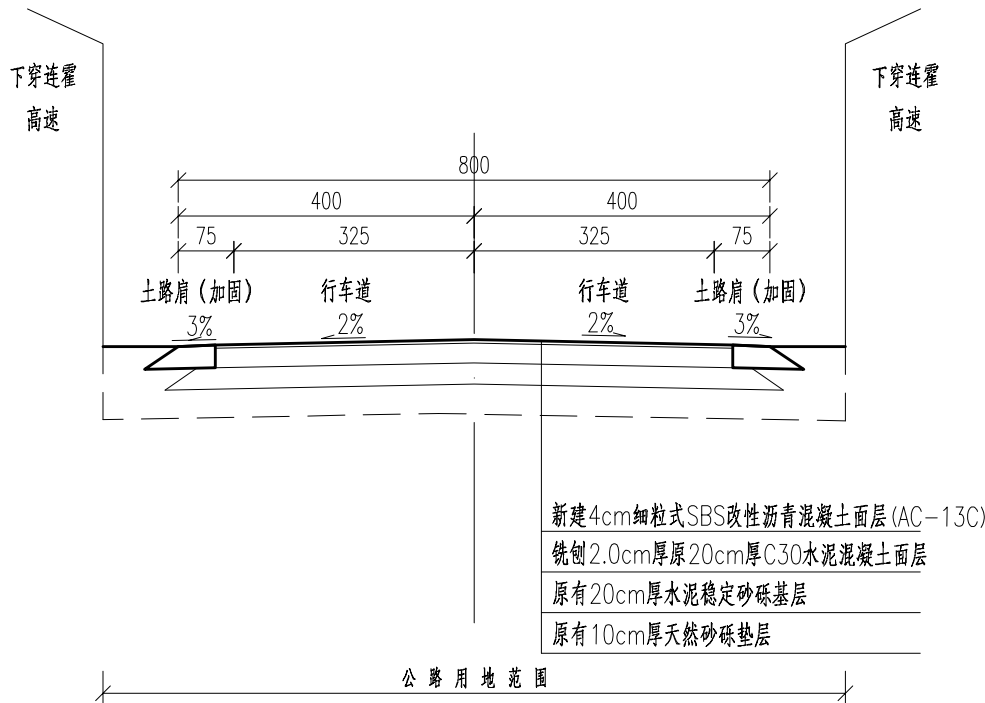 下穿连霍
高速
下穿连霍
高速
800
400
400
75
325
325
75
土路肩（加固）
行车道
行车道
土路肩（加固）
3%
2%
2%
3%
新建4cm细粒式SBS改性沥青混凝土面层(AC-13C)
铣刨2.0cm厚原20cm厚C30水泥混凝土面层
原有20cm厚水泥稳定砂砾基层
原有10cm厚天然砂砾垫层
公路用地范围